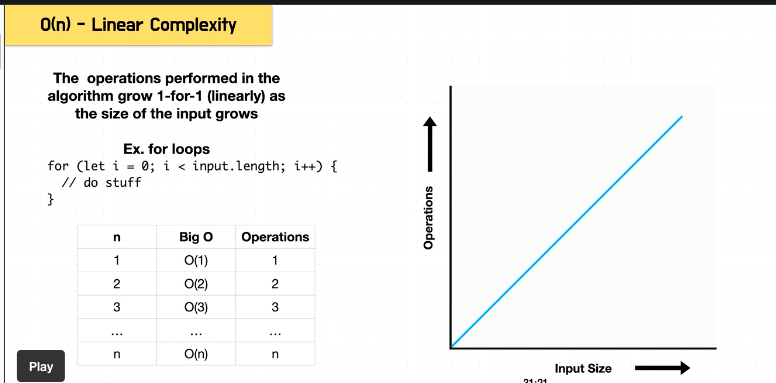 O(n) - Linear Complexity
The operations performed in the
algorithm grow 1-for-1 (linearly) as
the size of the input grows
Ex. for loops
for (let i = 0; i < input.length; i++) {
// do stuff
}
n Big O Operations
1 O(1) 1
2 O(2) 2
3 O(3) 3
... ... ...
n O(n) n
Play
Operations
Input Size